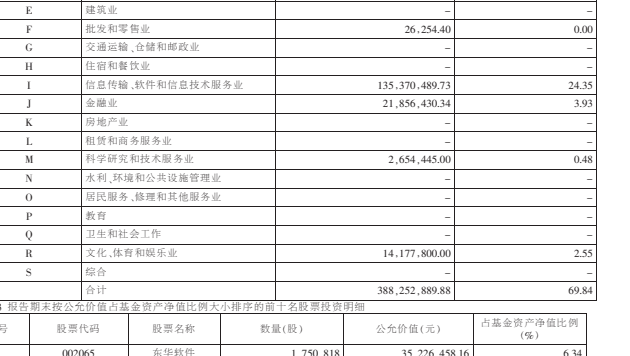 E 建筑业 – –
F 批发和零售业 26,254.40 0.00
G 交通运输、仓储和邮政业 – –
H 住宿和餐饮业 – –
I 信息传输、软件和信息技术服务业 135,370,489.73 24.35
J 金融业 21,856,430.34 3.93
K 房地产业 – –
L 租赁和商务服务业 – –
M 科学研究和技术服务业 2,654,445.00 0.48
N 水利、环境和公共设施管理业 – –
O 居民服务、修理和其他服务业 – –
P 教育 – –
Q 卫生和社会工作 – –
R 文化、体育和娱乐业 14,177,800.00 2.55
S 综合 – –
合计 388,252,889.88 69.84
报告期末按公允价值占基金资产净值比例大小排序的前十名股票投资明细
号 股票代码 股票名称 数量(股) 公允价值(元) 占基金资产净值比例
(%)
002065 东华软件 1,750,818 35,226,458.16 6.34